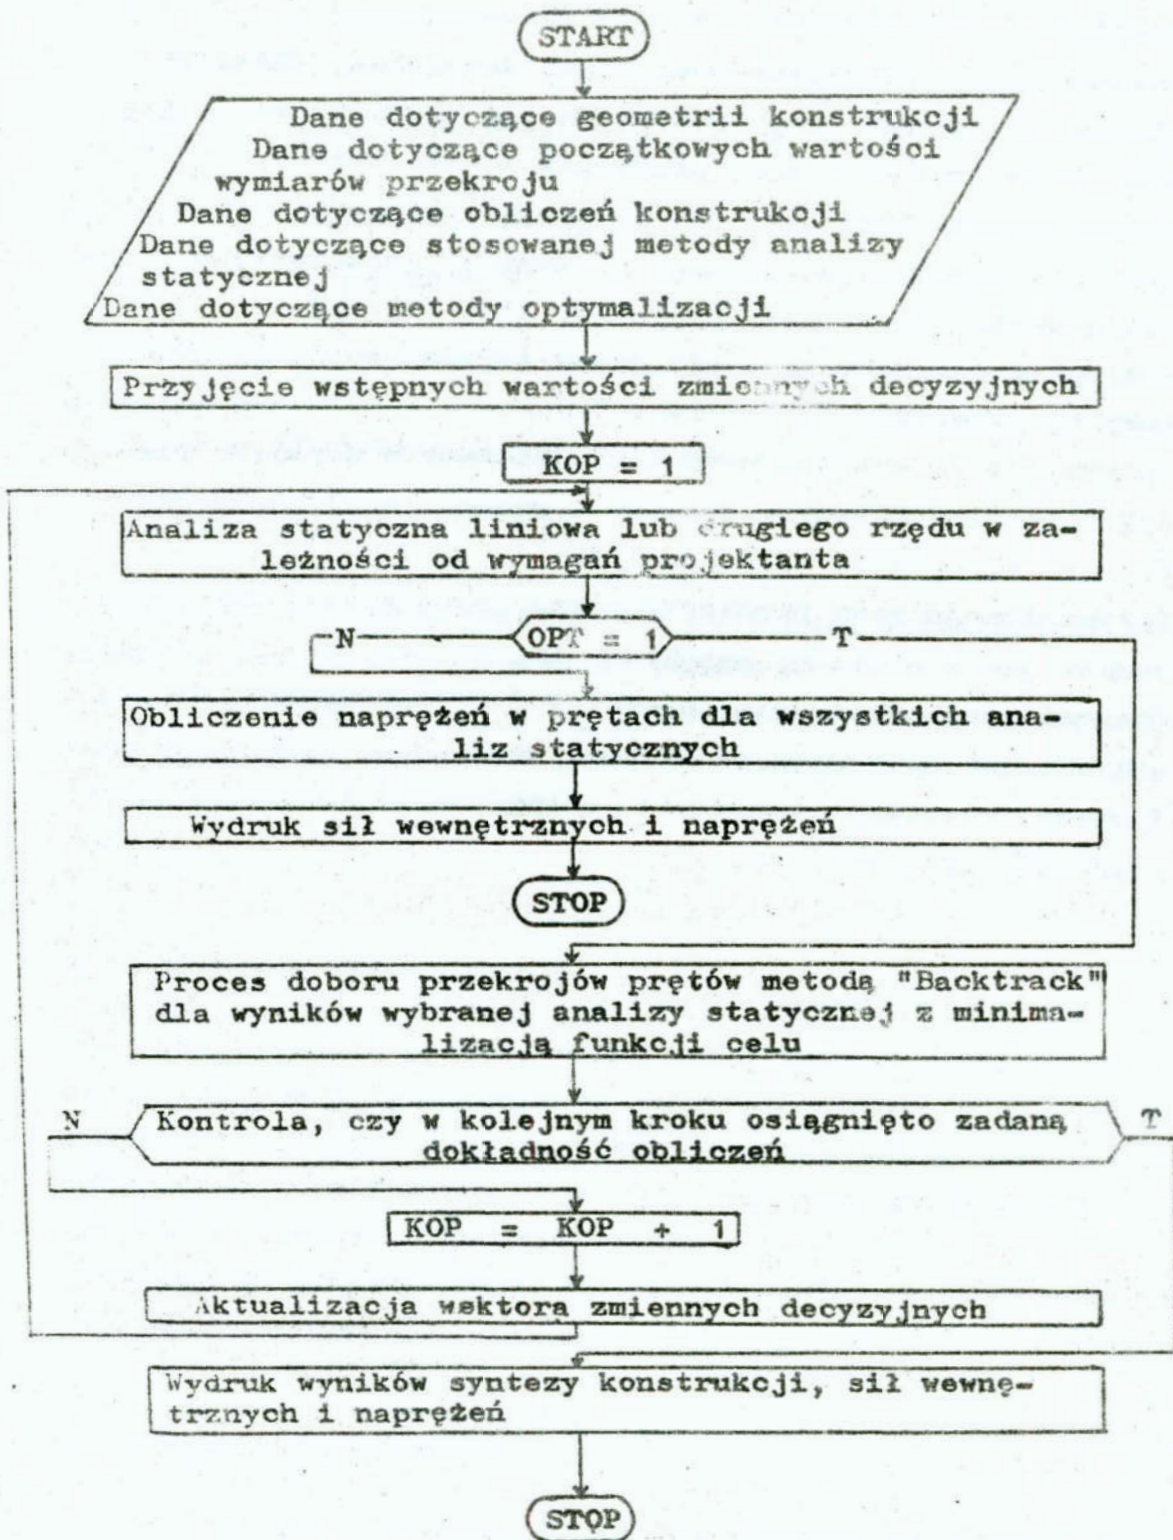 START
Dane dotyczące geometrii konstrukcji
Dane dotyczące początkowych wartości
wymiarów przekroju
Dane dotyczące obliczeń konstrukcji
Dane dotyczące stosowanej metody analizy
statycznej
Dane dotyczące metody optymalizacji
Przyjęcie wstępnych wartości zmiennych decyzyjnych
KOP = 1
Analiza statyczna liniowa lub drugiego rzędu w za-
leżności od wymagań projektanta
N OPT = 1 T
Obliczenie naprężeń w prętach dla wszystkich ana-
liz statycznych
Wydruk sił wewnętrznych i naprężeń
STOP
Proces doboru przekrojów prętów metodą "Backtrack"
dla wyników wybranej analizy statycznej z minima-
lizacją funkcji celu
N Kontrola, czy w kolejnym kroku osiągnięto zadaną T
dokładność obliczeń
KOP = KOP + 1
Aktualizacja wektora zmiennych decyzyjnych
Wydruk wyników syntezy konstrukcji, sił wewnę-
trznych i naprężeń
STOP